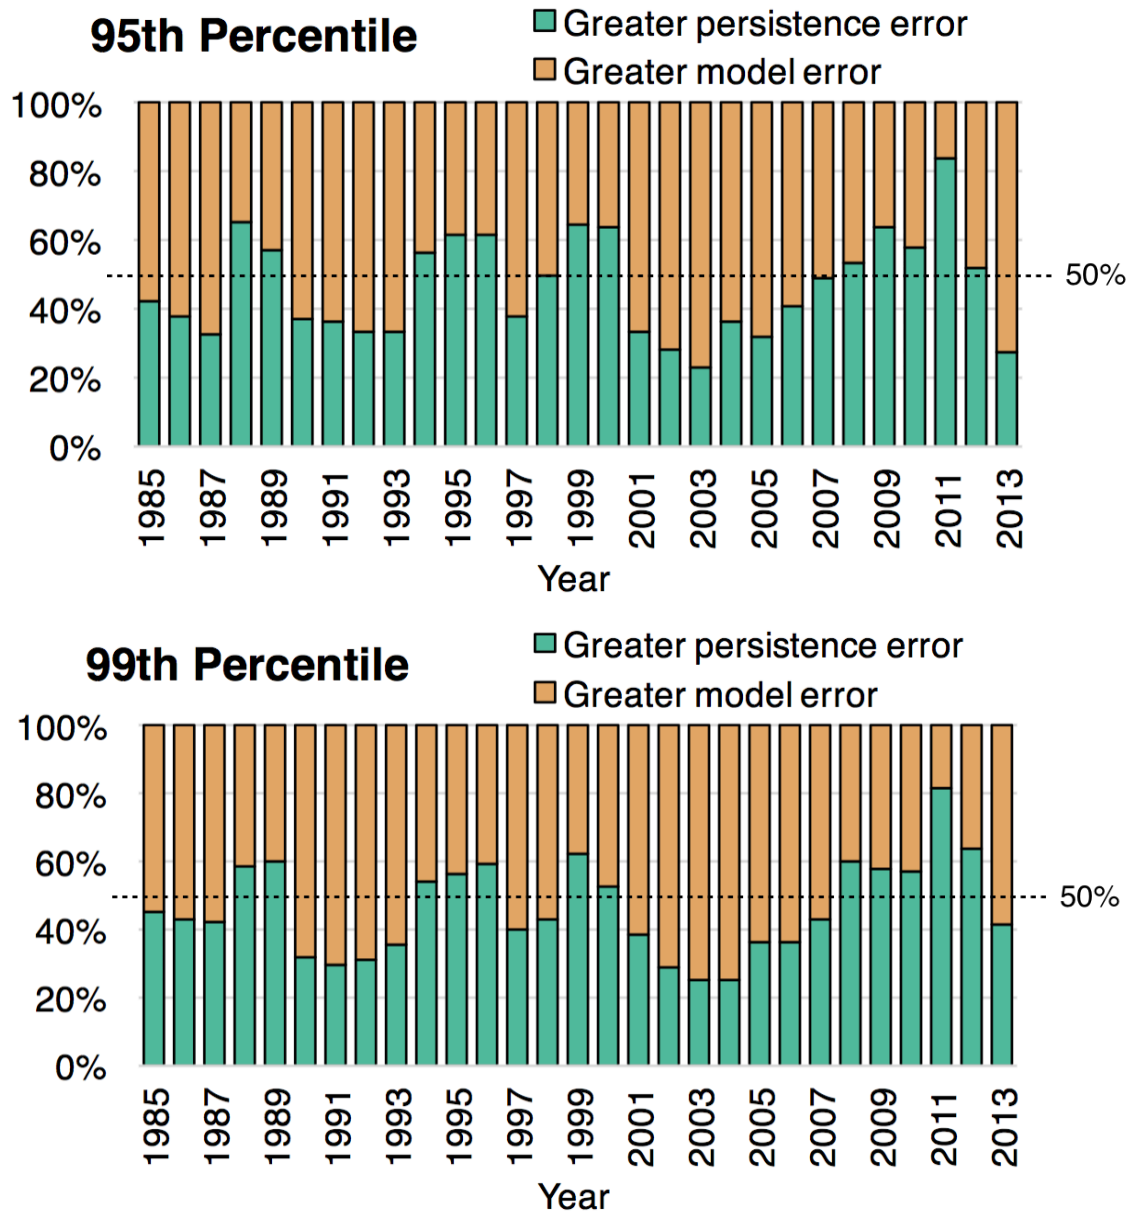 95th Percentile
Greater persistence error
Greater model error
100%
80%
60%
40%
20%
0%
50%
1985 1987 1989 1991 1993 1995 1997 1999 2001 2003 2005 2007 2009 2011 2013
Year
99th Percentile
Greater persistence error
Greater model error
100%
80%
60%
40%
20%
0%
50%
1985 1987 1989 1991 1993 1995 1997 1999 2001 2003 2005 2007 2009 2011 2013
Year